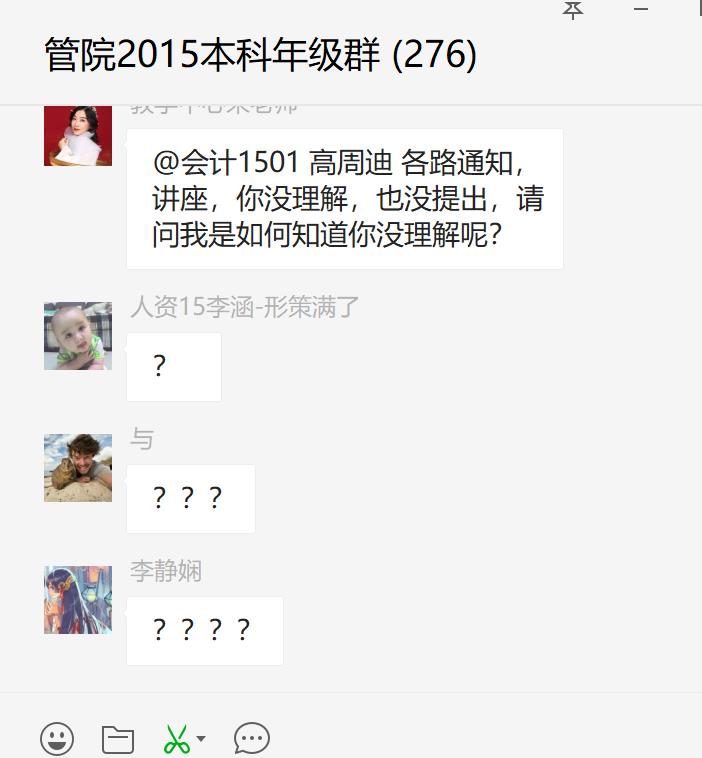 管院2015本科年级群 (276)
@会计1501 高周迪 各路通知，
讲座，你没理解，也没提出，请
问我是如何知道你没理解呢？
人资15李涵-形策满了
？
与
？？？
李静娴
？？？？